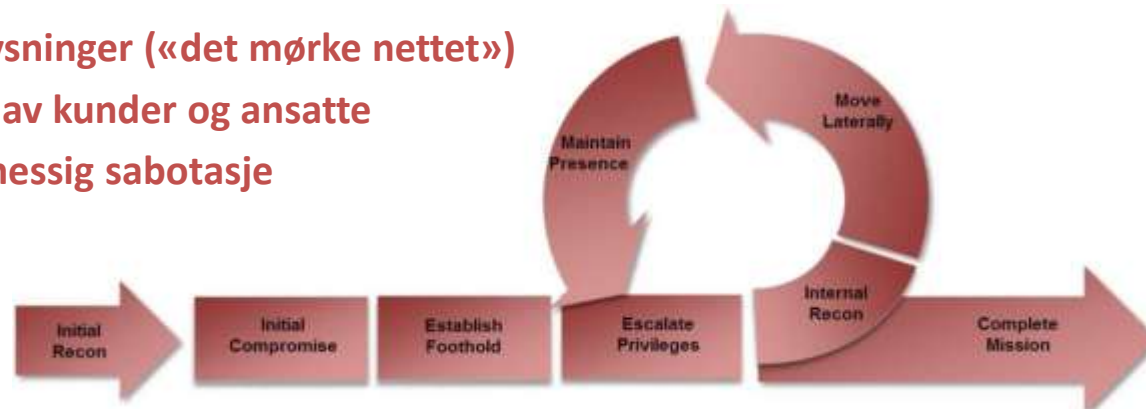 ysninger («det mørke nettet»)
av kunder og ansatte
nessig sabotasje
Maintain
Presence
Move
Laterally
Initial
Recon
Initial
Compromise
Establish
Foothold
Escalate
Privileges
Internal
Recon
Complete
Mission